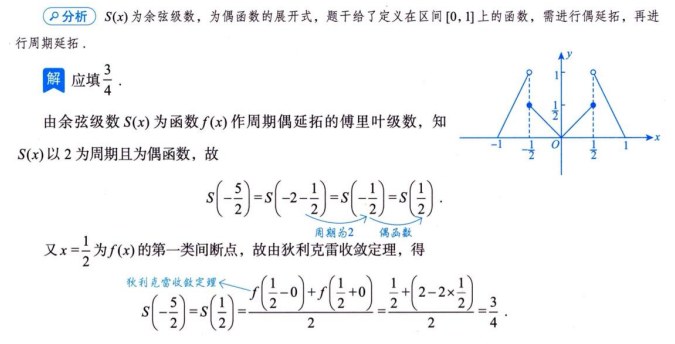 分析 S(x)为余弦级数,为偶函数的展开式,题干给了定义在区间[0,1]上的函数,需进行偶延拓,再进
行周期延拓.
解 应填3/4.
由余弦级数S(x)为函数f(x)作周期偶延拓的傅里叶级数,知
S(x)以2为周期且为偶函数,故
S(-5/2)=S(-2-1/2)=S(-1/2)=S(1/2).
周期为2 偶函数
又x=1/2为f(x)的第一类间断点,故由狄利克雷收敛定理,得
狄利克雷收敛定理
S(-5/2)=S(1/2)=(f(1/2-0)+f(1/2+0))/2=(1/2+(2-2×1/2))/2=3/4.
y
1
1/2
-1 -1/2 O 1/2 1 x